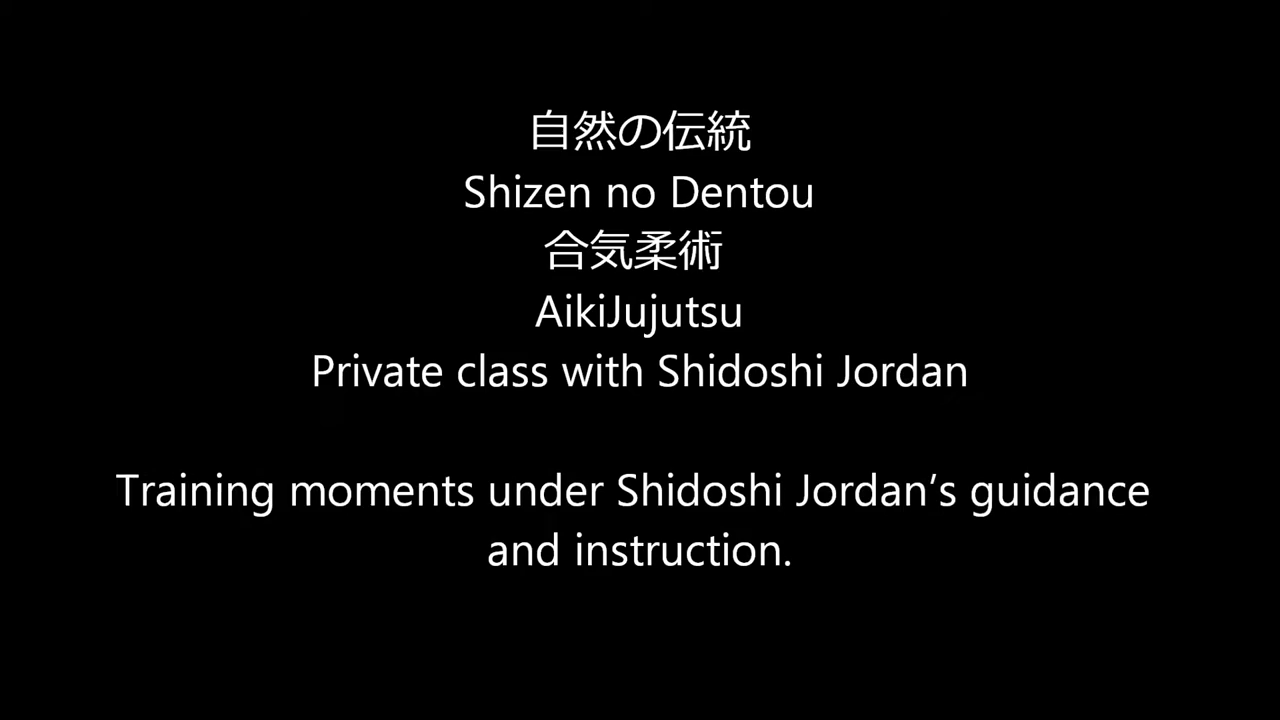 自然の伝統
Shizen no Dentou
合気柔術
AikiJujutsu
Private class with Shidoshi Jordan
Training moments under Shidoshi Jordan’s guidance
and instruction.